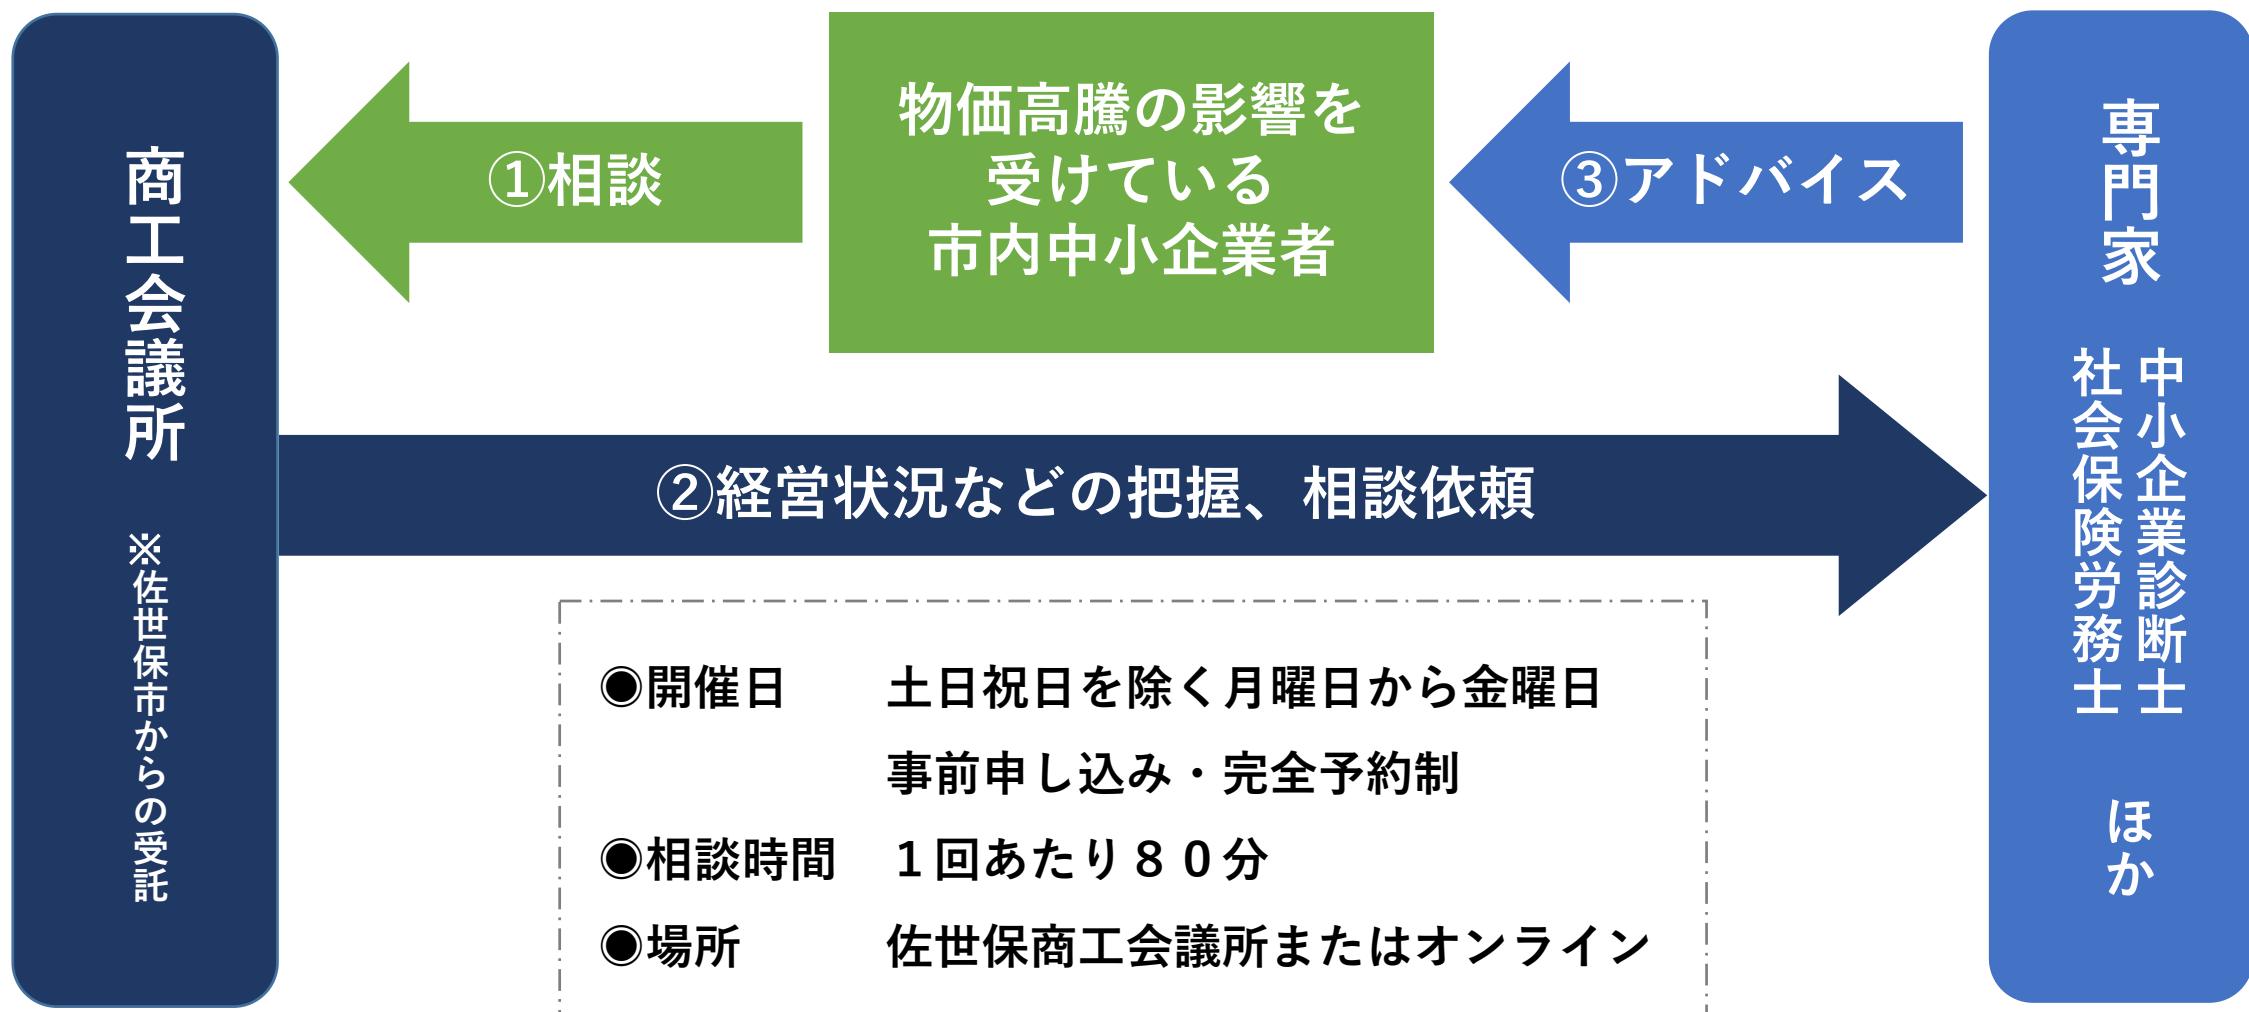 商工会議所 ※佐世保市からの受託
①相談
物価高騰の影響を
受けている
市内中小企業者
③アドバイス
専門家
中小企業診断士
社会保険労務士
ほか
②経営状況などの把握、相談依頼
◉開催日 土日祝日を除く月曜日から金曜日
事前申し込み・完全予約制
◉相談時間 １回あたり８０分
◉場所 佐世保商工会議所またはオンライン